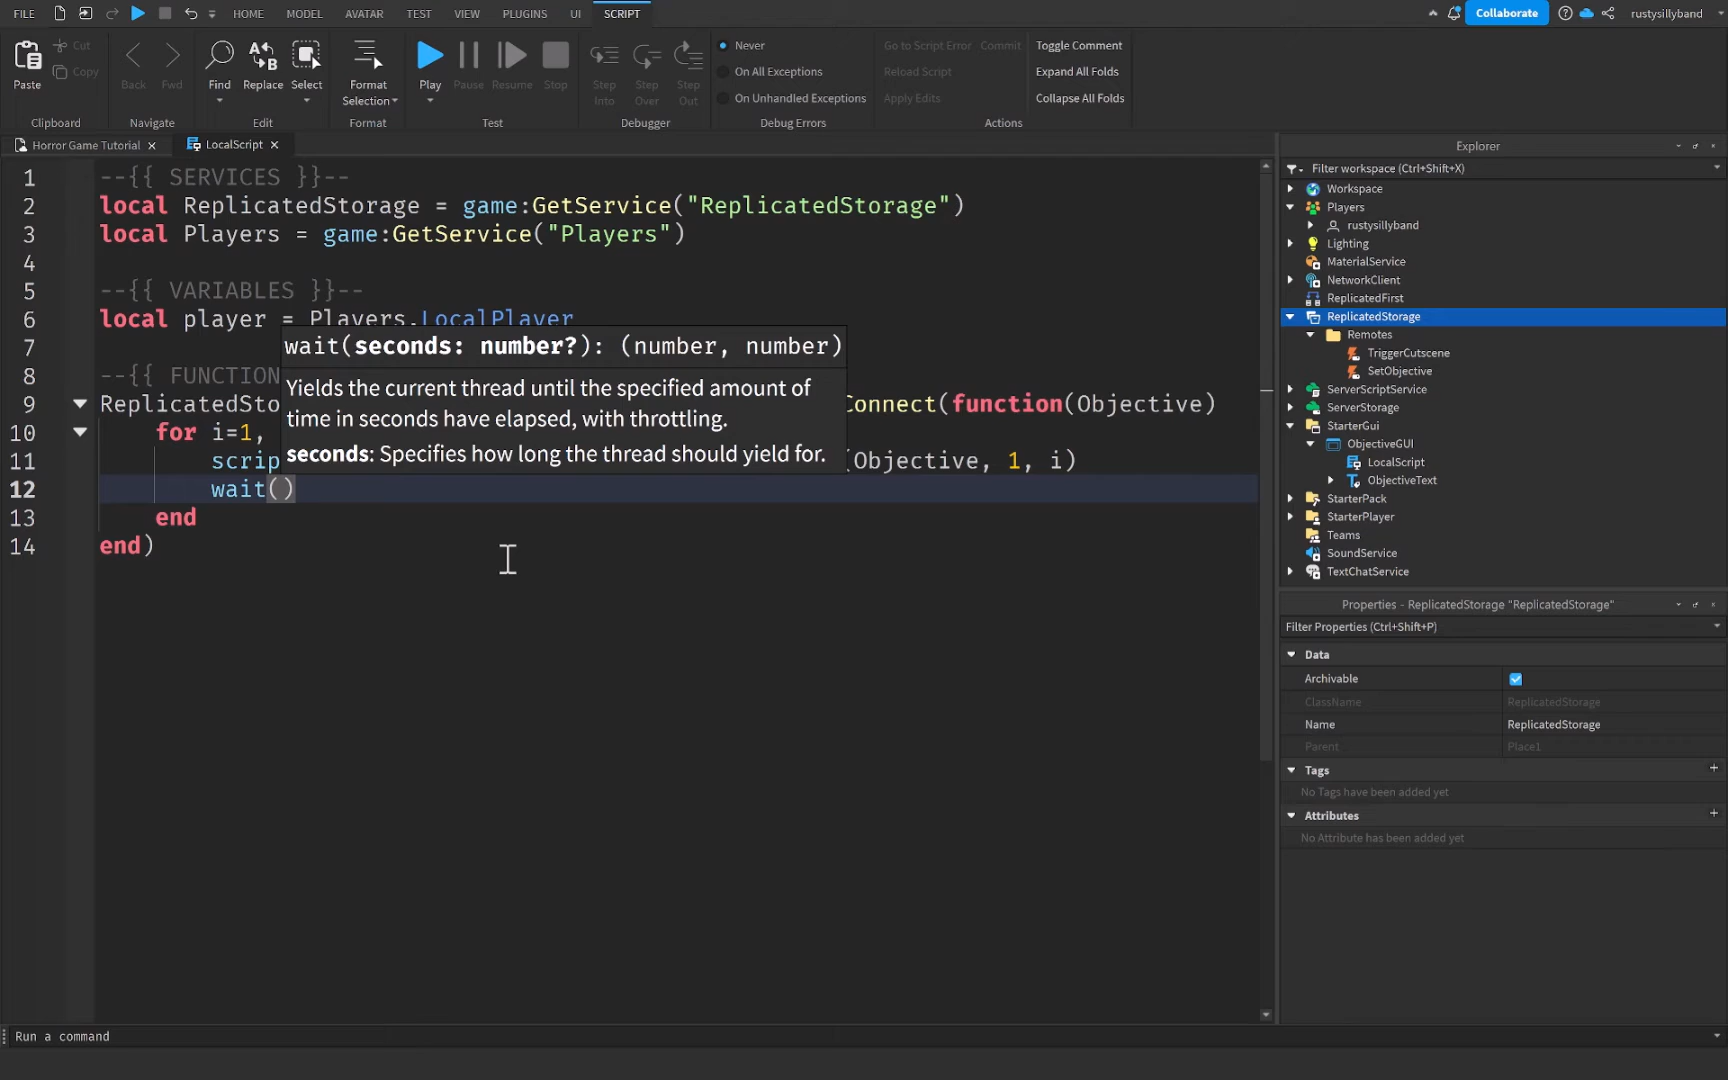 FILE HOME MODEL AVATAR TEST VIEW PLUGINS UI SCRIPT Collaborate rustysillyband
Cut
Copy
Paste
Back Fwd
Find Replace Select
Format
Selection
Play Pause Resume Stop
Step
Into
Step
Over
Step
Out
Never
On All Exceptions
On Unhandled Exceptions
Go to Script Error Commit
Reload Script
Apply Edits
Toggle Comment
Expand All Folds
Collapse All Folds
Clipboard Navigate Edit Format Test Debugger Debug Errors Actions
Horror Game Tutorial LocalScript
1 --{{ SERVICES }}--
2 local ReplicatedStorage = game:GetService("ReplicatedStorage")
3 local Players = game:GetService("Players")
4
5 --{{ VARIABLES }}--
6 local player = Players.LocalPlayer
7
8 --{{ FUNCTION
9 ReplicatedSto Connect(function(Objective)
10 for i=1,
11 scrip (Objective, 1, i)
12 wait()
13 end
14 end)
wait(seconds: number?): (number, number)
Yields the current thread until the specified amount of
time in seconds have elapsed, with throttling.
seconds: Specifies how long the thread should yield for.
Explorer
Filter workspace (Ctrl+Shift+X)
Workspace
Players
rustysillyband
Lighting
MaterialService
NetworkClient
ReplicatedFirst
ReplicatedStorage
Remotes
TriggerCutscene
SetObjective
ServerScriptService
ServerStorage
StarterGui
ObjectiveGUI
LocalScript
ObjectiveText
StarterPack
StarterPlayer
Teams
SoundService
TextChatService
Properties - ReplicatedStorage "ReplicatedStorage"
Filter Properties (Ctrl+Shift+P)
Data
Archivable
ClassName ReplicatedStorage
Name ReplicatedStorage
Parent Place1
Tags +
No Tags have been added yet
Attributes +
No Attribute has been added yet
Run a command